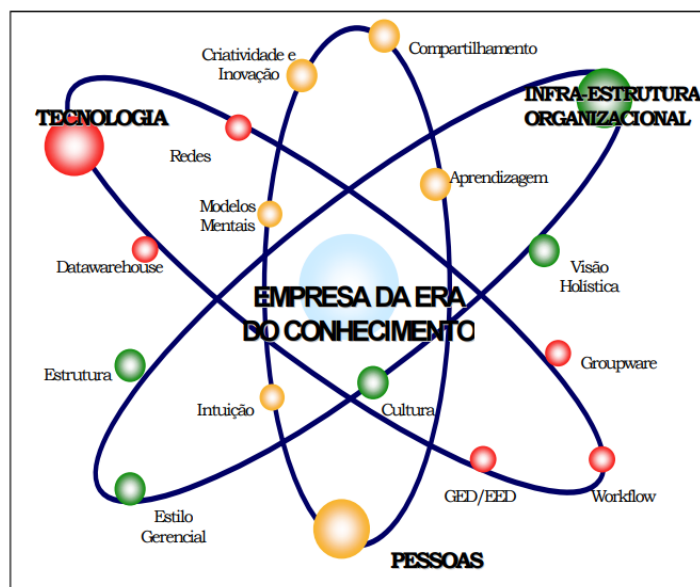 Criatividade e
Inovação
Compartilhamento
TECNOLOGIA
INFRA-ESTRUTURA
ORGANIZACIONAL
Redes
Aprendizagem
Modelos
Mentais
Datawarehouse
Visão
Holística
EMPRESA DA ERA
DO CONHECIMENTO
Estrutura
Groupware
Intuição
Cultura
GED/EED
Workflow
Estilo
Gerencial
PESSOAS